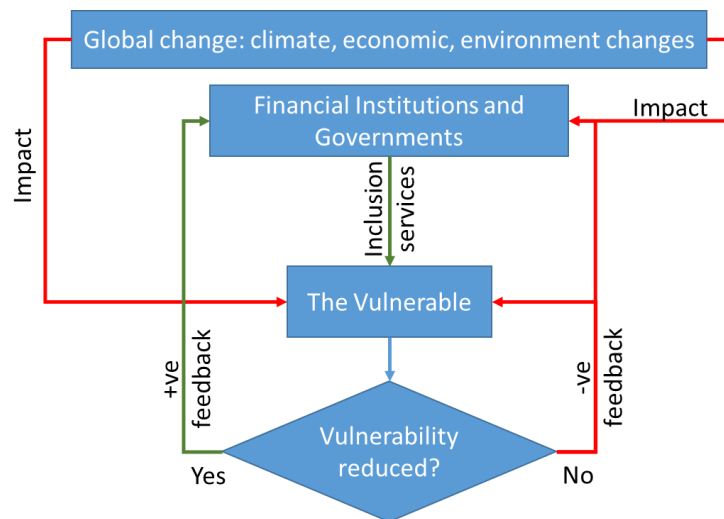 Global change: climate, economic, environment changes
Financial Institutions and
Governments
Impact
Impact
Inclusion
services
The Vulnerable
+ve
feedback
-ve
feedback
Vulnerability
reduced?
Yes
No